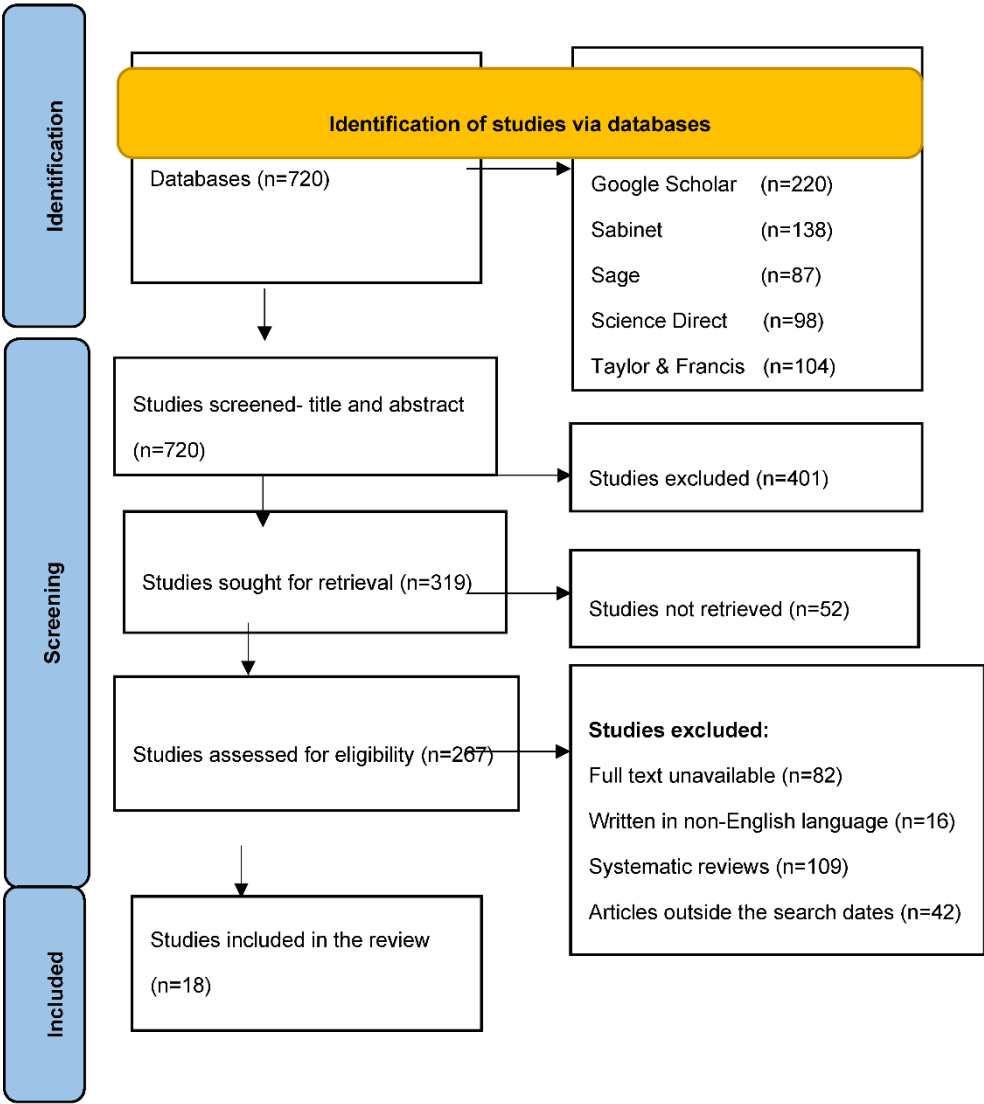 Identification of studies via databases
Identification
Databases (n=720)
Google Scholar (n=220)
Sabinet (n=138)
Sage (n=87)
Science Direct (n=98)
Taylor & Francis (n=104)
Screening
Studies screened- title and abstract
(n=720)
Studies excluded (n=401)
Studies sought for retrieval (n=319)
Studies not retrieved (n=52)
Studies assessed for eligibility (n=267)
Studies excluded:
Full text unavailable (n=82)
Written in non-English language (n=16)
Systematic reviews (n=109)
Articles outside the search dates (n=42)
Included
Studies included in the review
(n=18)